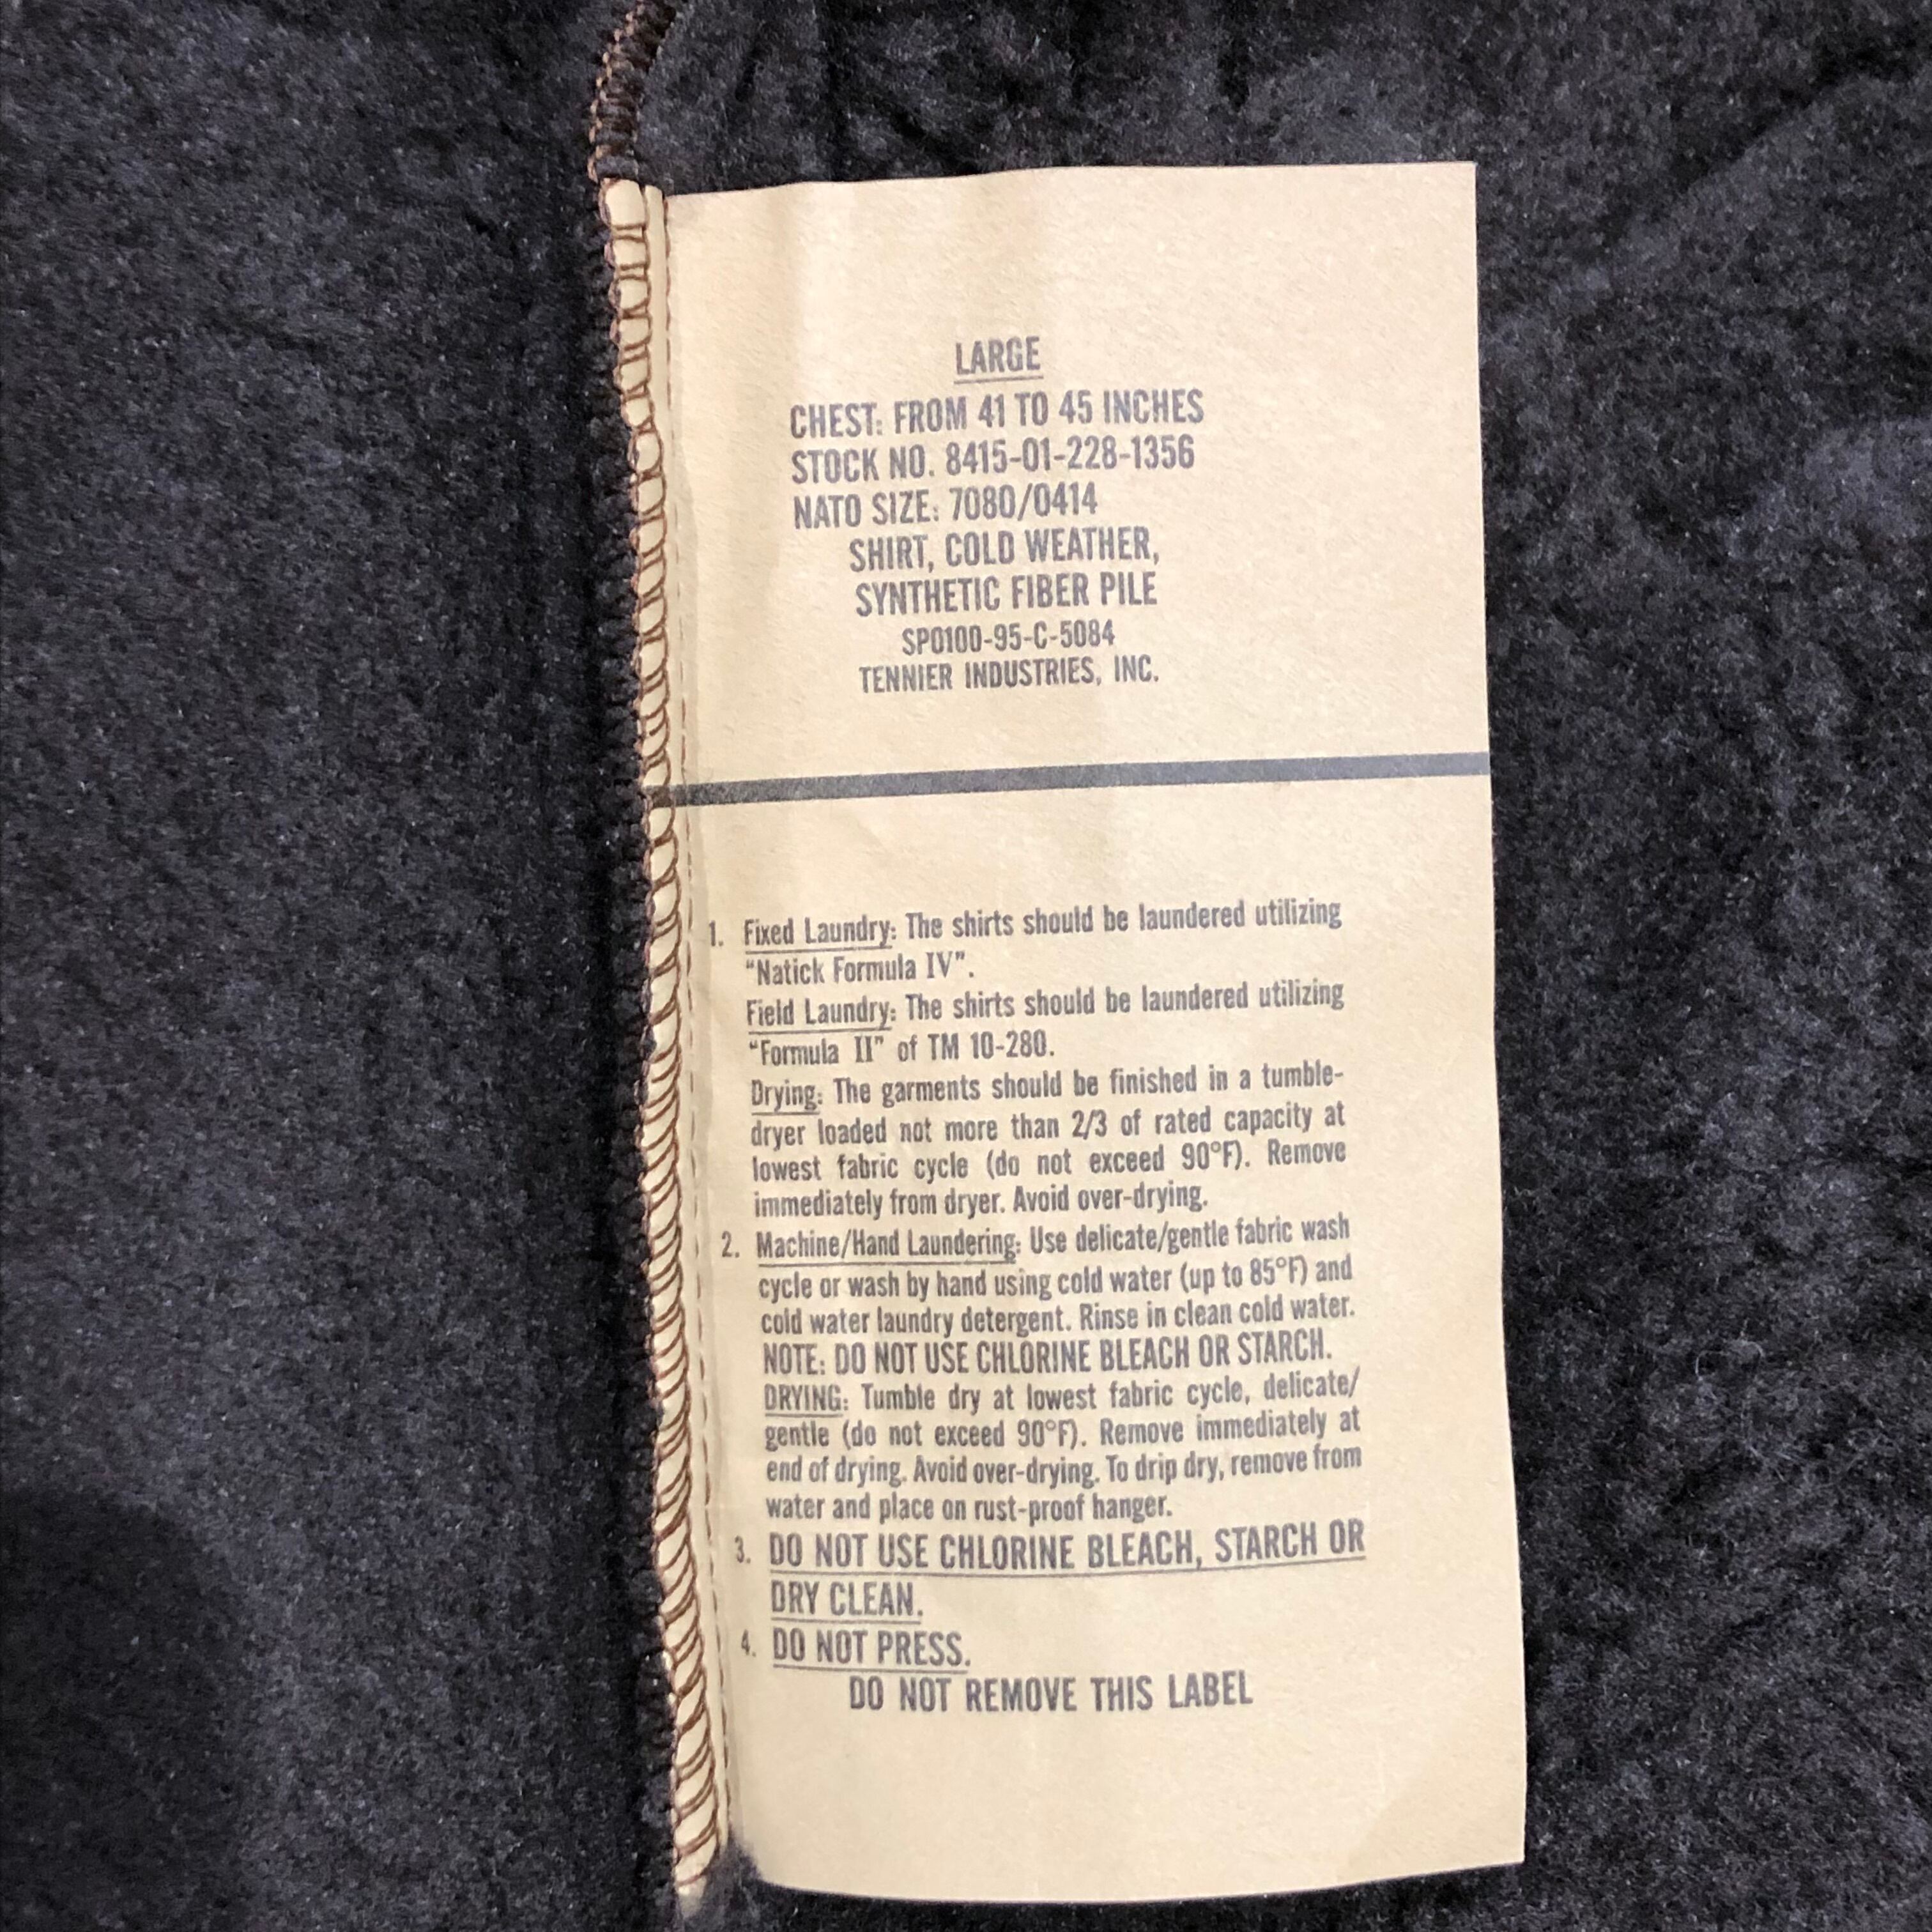 LARGE
CHEST: FROM 41 TO 45 INCHES
STOCK NO. 8415-01-228-1356
NATO SIZE: 7080/0414
SHIRT, COLD WEATHER,
SYNTHETIC FIBER PILE
SPO100-95-C-5084
TENNIER INDUSTRIES, INC.
1. Fixed Laundry: The shirts should be laundered utilizing
"Natick Formula IV".
Field Laundry: The shirts should be laundered utilizing
"Formula II" of TM 10-280.
Drying: The garments should be finished in a tumble-
dryer loaded not more than 2/3 of rated capacity at
lowest fabric cycle (do not exceed 90°F). Remove
immediately from dryer. Avoid over-drying.
2. Machine/Hand Laundering: Use delicate/gentle fabric wash
cycle or wash by hand using cold water (up to 85°F) and
cold water laundry detergent. Rinse in clean cold water.
NOTE: DO NOT USE CHLORINE BLEACH OR STARCH.
DRYING: Tumble dry at lowest fabric cycle, delicate/
gentle (do not exceed 90°F). Remove immediately at
end of drying. Avoid over-drying. To drip dry, remove from
water and place on rust-proof hanger.
3. DO NOT USE CHLORINE BLEACH, STARCH OR
DRY CLEAN.
4. DO NOT PRESS.
DO NOT REMOVE THIS LABEL